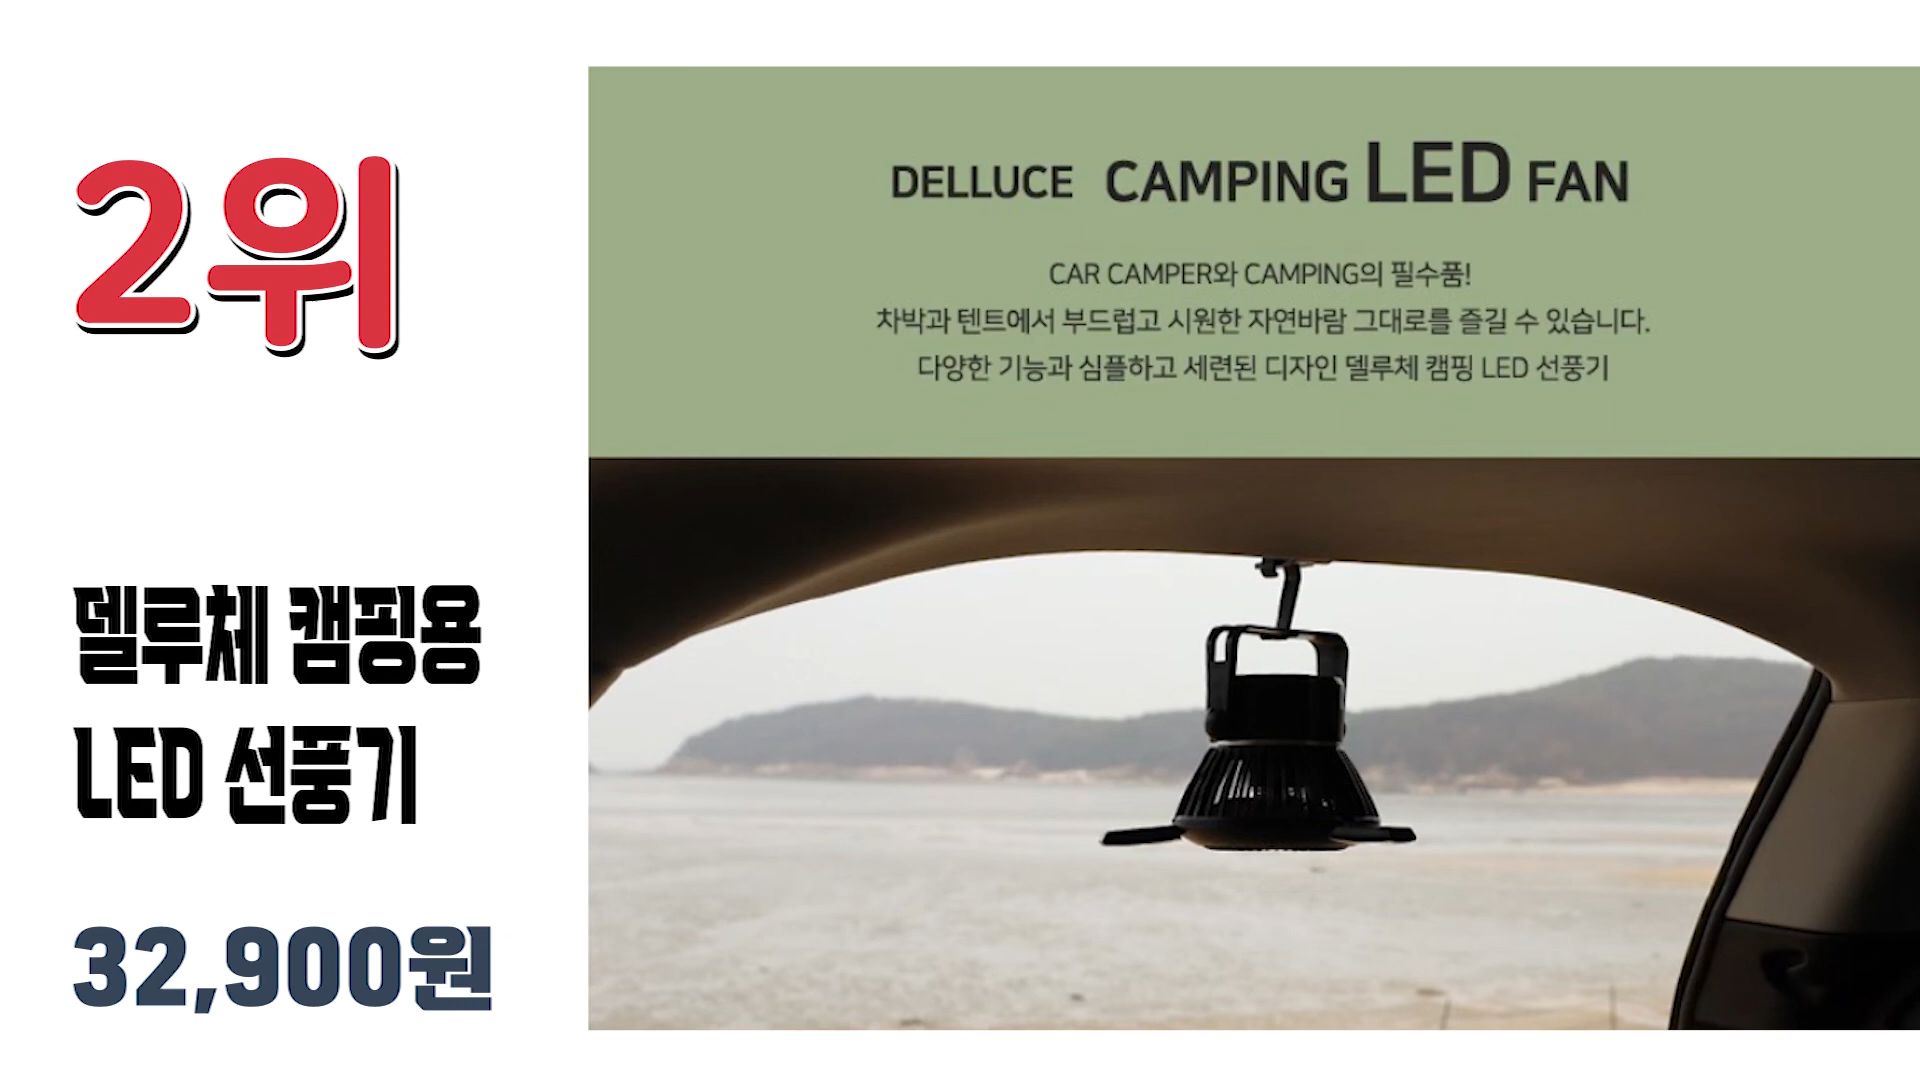 2위
델루체 캠핑용
LED 선풍기
32,900원
DELLUCE CAMPING LED FAN
CAR CAMPER와 CAMPING의 필수품!
차박과 텐트에서 부드럽고 시원한 자연바람 그대로를 즐길 수 있습니다.
다양한 기능과 심플하고 세련된 디자인 델루체 캠핑 LED 선풍기